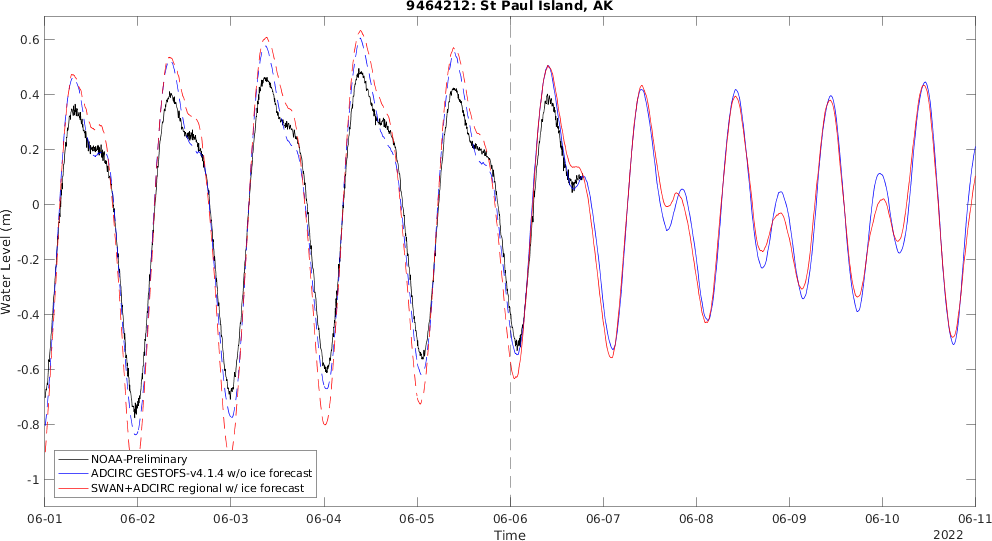 9464212: St Paul Island, AK
0.6
0.4
0.2
0
-0.2
-0.4
-0.6
-0.8
-1
Water Level (m)
NOAA-Preliminary
ADCIRC GESTOFS-v4.1.4 w/o ice forecast
SWAN+ADCIRC regional w/ ice forecast
06-01 06-02 06-03 06-04 06-05 06-06 06-07 06-08 06-09 06-10 06-11
Time
2022